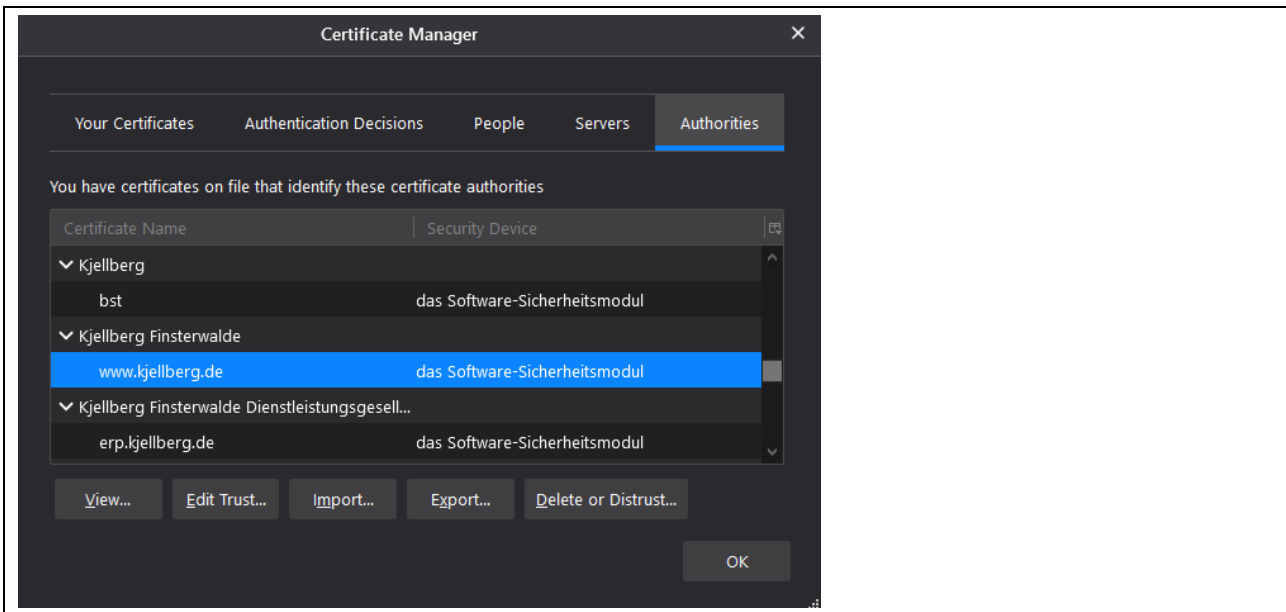 Certificate Manager
Your Certificates Authentication Decisions People Servers Authorities
You have certificates on file that identify these certificate authorities
Certificate Name Security Device
Kjellberg
bst das Software-Sicherheitsmodul
Kjellberg Finsterwalde
www.kjellberg.de das Software-Sicherheitsmodul
Kjellberg Finsterwalde Dienstleistungsgesell...
erp.kjellberg.de das Software-Sicherheitsmodul
View... Edit Trust... Import... Export... Delete or Distrust...
OK